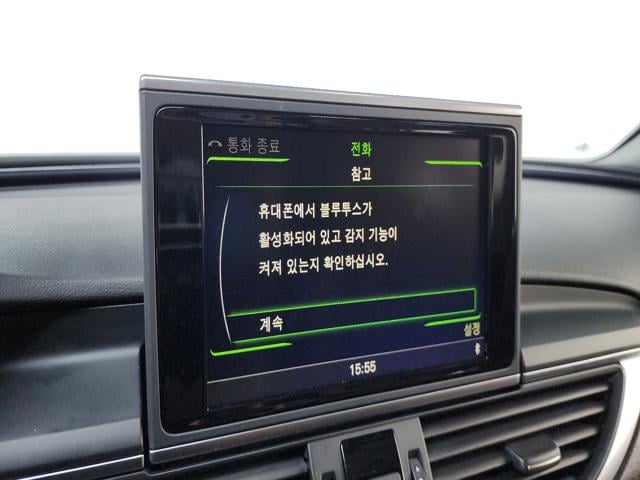 통화 종료
전화
참고
휴대폰에서 블루투스가
활성화되어 있고 감지 기능이
켜져 있는지 확인하십시오.
계속
설정
15:55